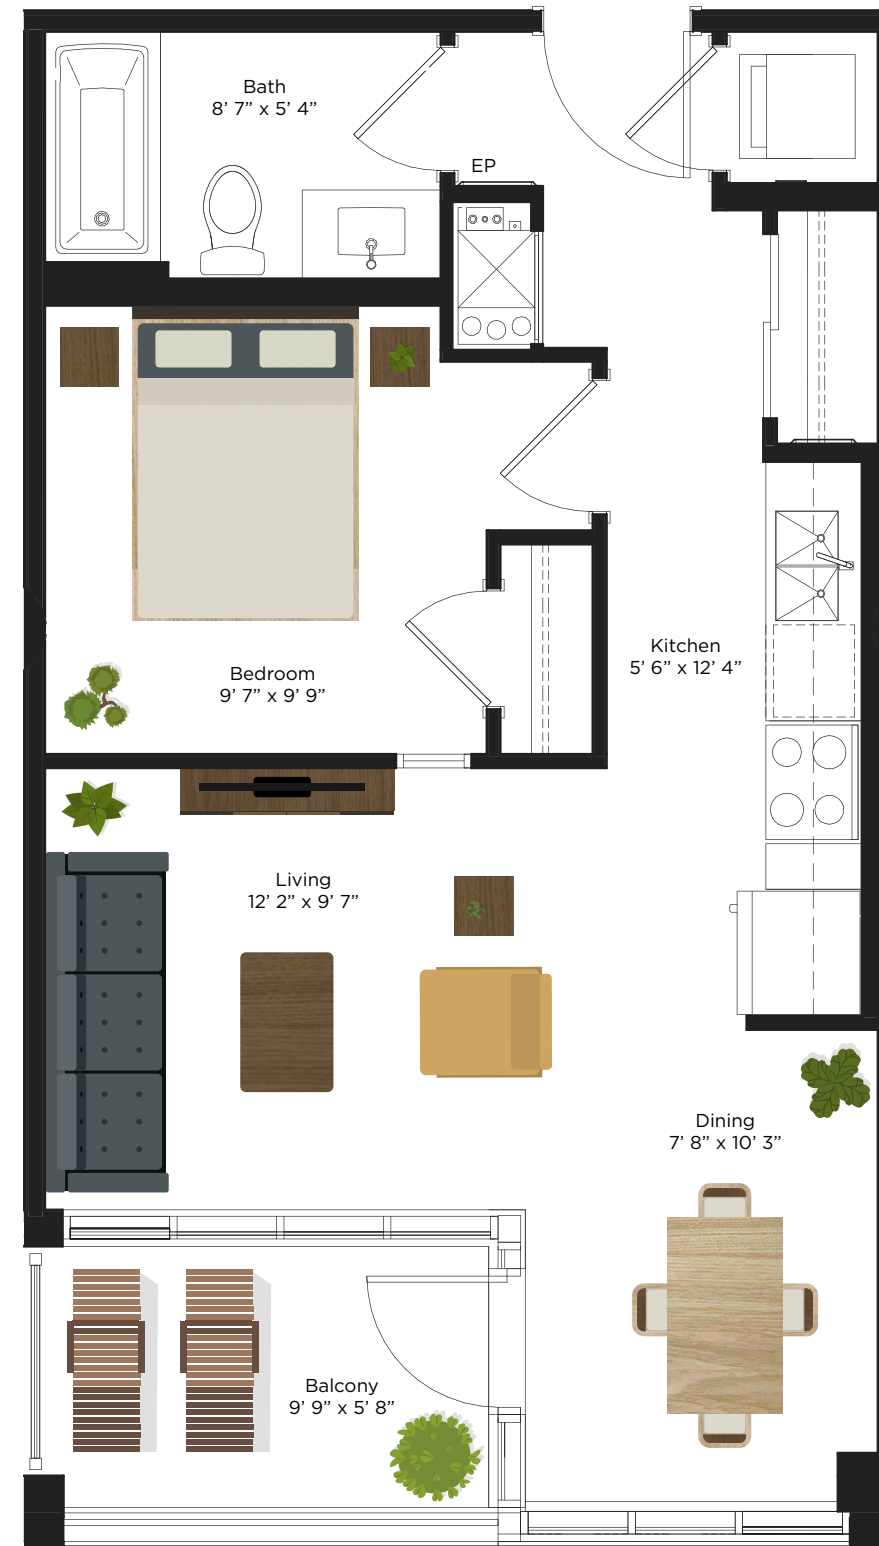 Bath
8’ 7” x 5’ 4”
EP
Kitchen
5’ 6” x 12’ 4”
Bedroom
9’ 7” x 9’ 9”
Living
12’ 2” x 9’ 7”
Dining
7’ 8” x 10’ 3”
Balcony
9’ 9” x 5’ 8”